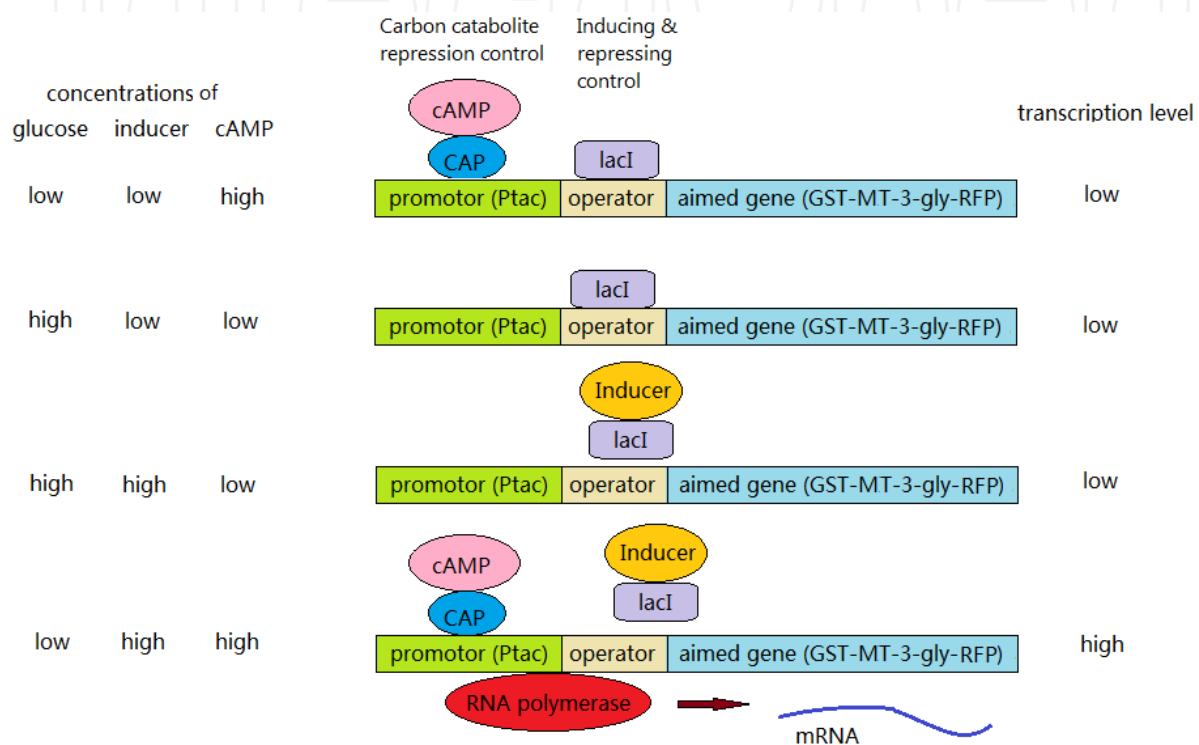 Carbon catabolite
repression control
Inducing &
repressing
control
concentrations of
glucose inducer cAMP
transcription level
cAMP
CAP
lacI
low low high
promotor (Ptac) operator aimed gene (GST-MT-3-gly-RFP)
low
lacI
high low low
promotor (Ptac) operator aimed gene (GST-MT-3-gly-RFP)
low
Inducer
lacI
high high low
promotor (Ptac) operator aimed gene (GST-MT-3-gly-RFP)
low
cAMP
Inducer
CAP
lacI
low high high
promotor (Ptac) operator aimed gene (GST-MT-3-gly-RFP)
high
RNA polymerase
mRNA